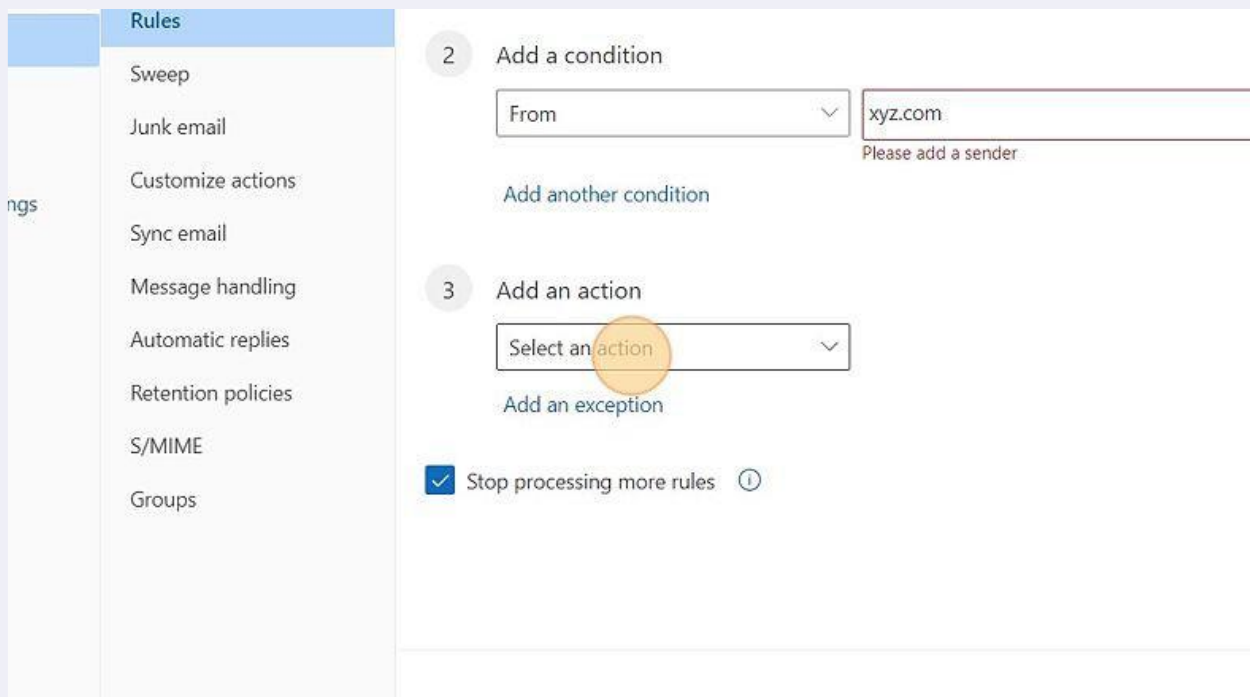 ngs
Rules
Sweep
Junk email
Customize actions
Sync email
Message handling
Automatic replies
Retention policies
S/MIME
Groups
2 Add a condition
From xyz.com
Please add a sender
Add another condition
3 Add an action
Select an action
Add an exception
Stop processing more rules